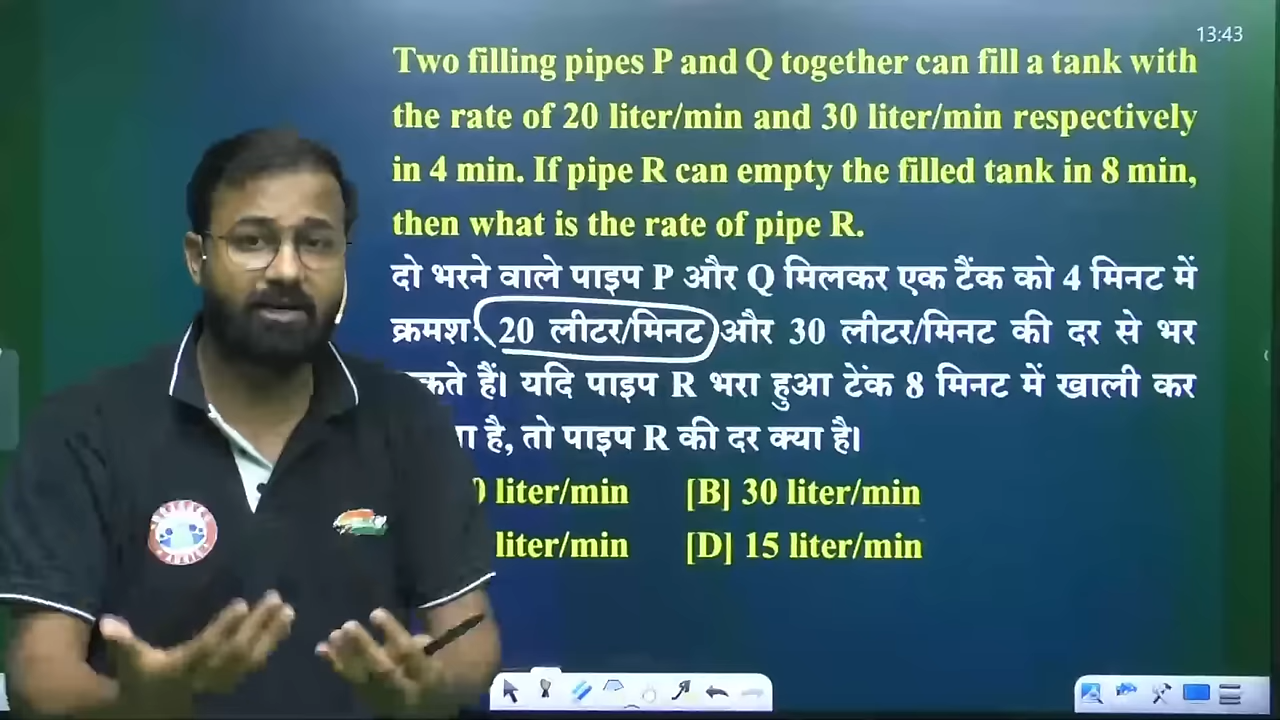 13:43
Two filling pipes P and Q together can fill a tank with
the rate of 20 liter/min and 30 liter/min respectively
in 4 min. If pipe R can empty the filled tank in 8 min,
then what is the rate of pipe R.
दो भरने वाले पाइप P और Q मिलकर एक टैंक को 4 मिनट में
क्रमशः 20 लीटर/मिनट और 30 लीटर/मिनट की दर से भर
हैं। यदि पाइप R भरा हुआ टेंक 8 मिनट में खाली कर
है, तो पाइप R की दर क्या है।
liter/min [B] 30 liter/min
liter/min [D] 15 liter/min